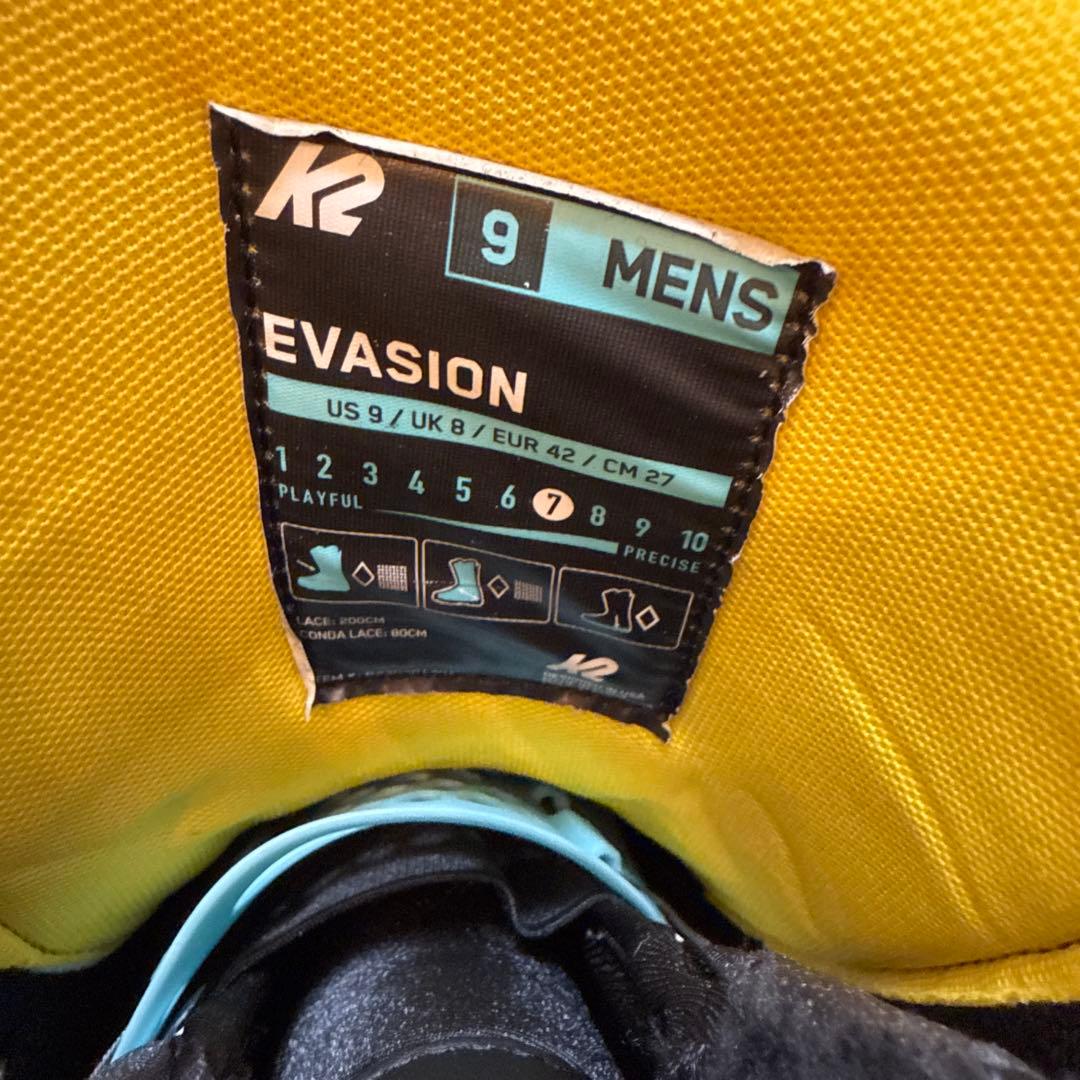 K2
9 MENS
EVASION
US 9 / UK 8 / EUR 42 / CM 27
1 2 3 4 5 6 7 8 9 10
PLAYFUL PRECISE
LACE: 200CM
CONDA LACE: 80CM
K2